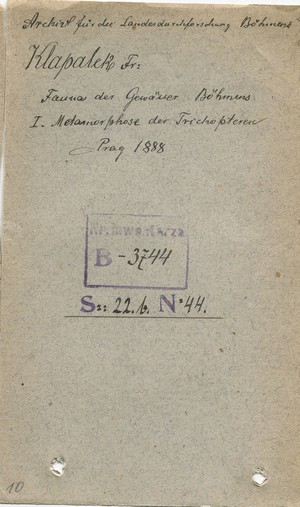 Archiv für die Landesdurchforschung Böhmens
Klapalek Fr:
Fauna der Gewässer Böhmens
I. Metamorphose der Trichopteren
Prag 1888
B - 3744
Sz: 22.b. N° 44.
10